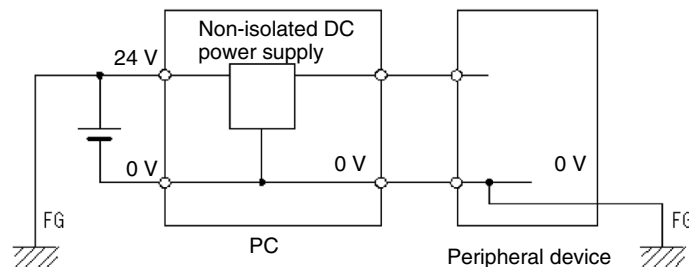 Non-isolated DC
power supply
24 V
0 V
0 V
0 V
FG
FG
PC
Peripheral device